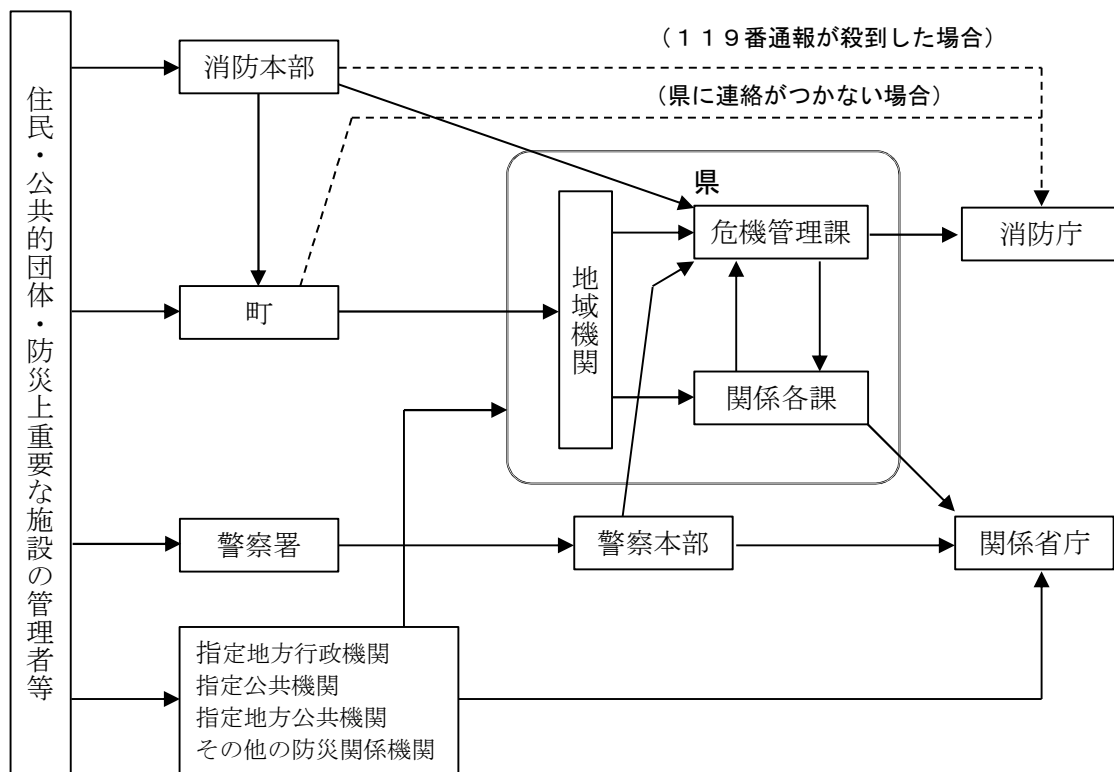 住民・公共的団体・防災上重要な施設の管理者等
消防本部
（１１９番通報が殺到した場合）
（県に連絡がつかない場合）
県
危機管理課
消防庁
地域機関
町
関係各課
警察署
警察本部
関係省庁
指定地方行政機関
指定公共機関
指定地方公共機関
その他の防災関係機関